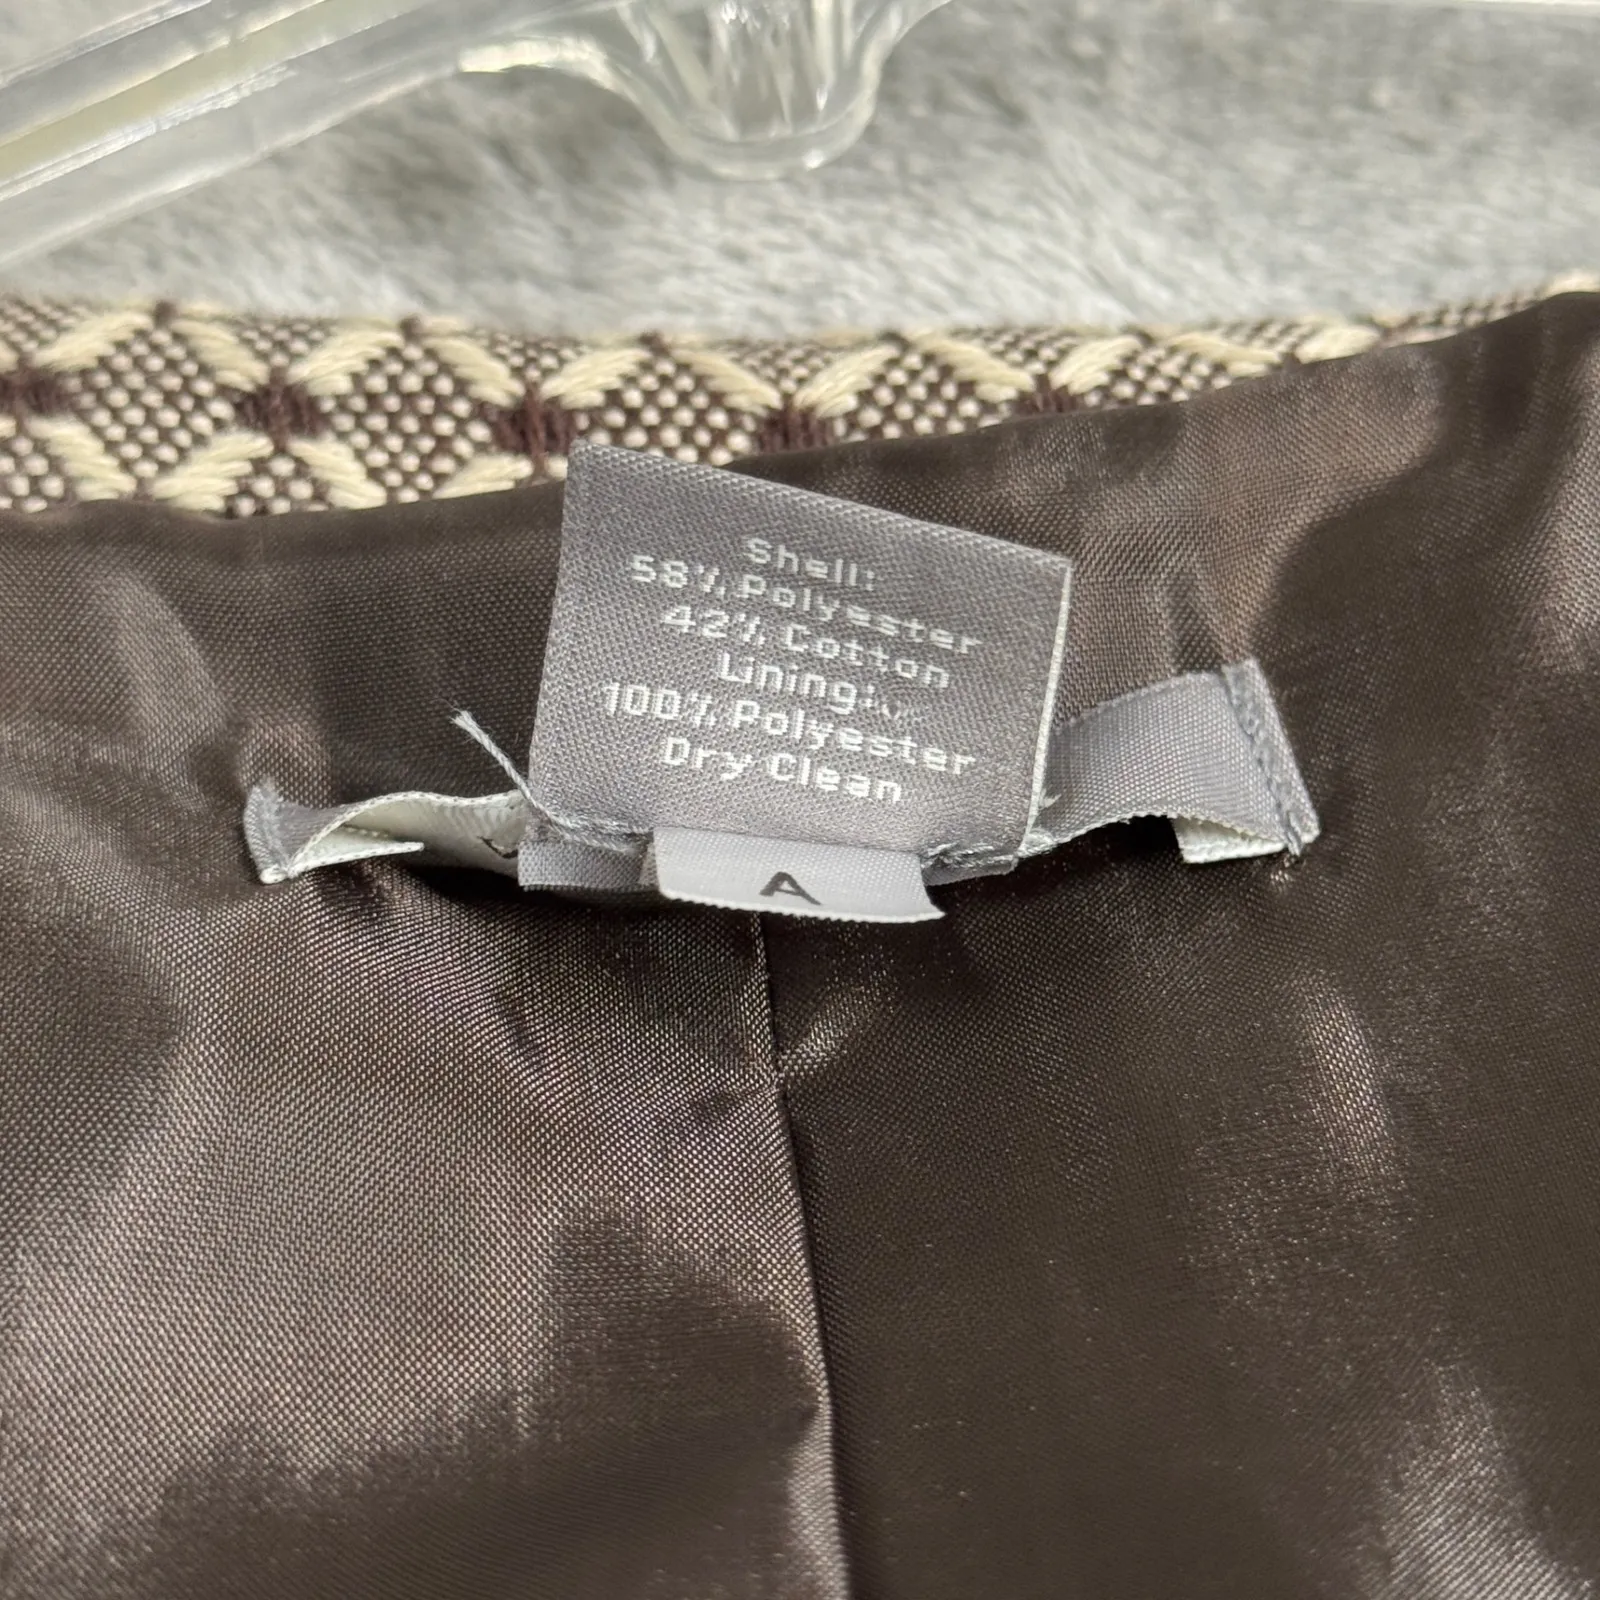 Shell:
58% Polyester
42% Cotton
Lining:
100% Polyester
Dry Clean
A